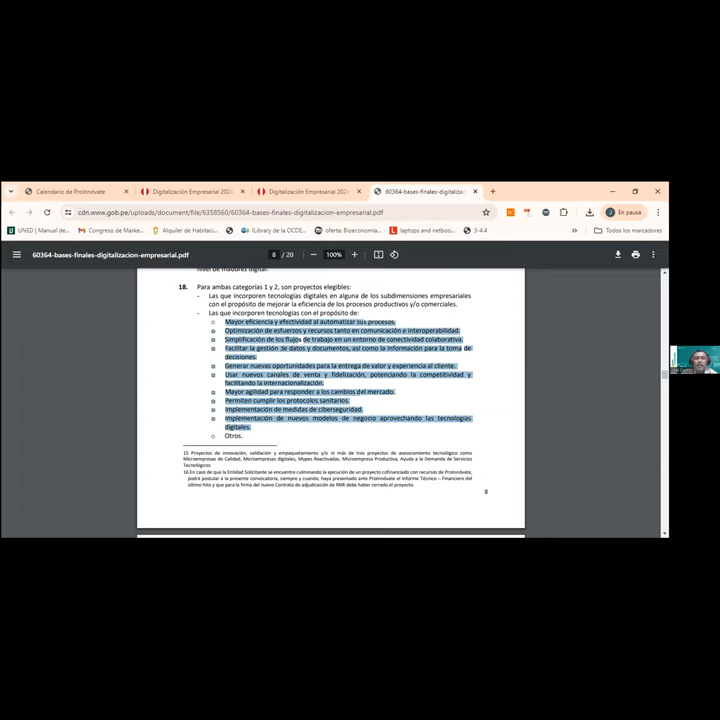 Calendario de ProInnóvate
Digitalización Empresarial 2024
Digitalización Empresarial 2024
60364-bases-finales-digitalizac
cdn.www.gob.pe/uploads/document/file/6358560/60364-bases-finales-digitalizacion-empresarial.pdf
En pausa
UNED | Manual de...
Congreso de Marke...
Alquiler de Habitaci...
ILibrery de la OCDE...
oferta: Bioeconomía...
laptops and netboo...
3-4.4
Todos los marcadores
60364-bases-finales-digitalizacion-empresarial.pdf
8 / 20
100%
nivel de madurez digital.
18. Para ambas categorías 1 y 2, son proyectos elegibles:
- Las que incorporen tecnologías digitales en alguna de las subdimensiones empresariales
con el propósito de mejorar la eficiencia de los procesos productivos y/o comerciales.
- Las que incorporen tecnologías con el propósito de:
o Mayor eficiencia y efectividad al automatizar sus procesos.
o Optimización de esfuerzos y recursos tanto en comunicación e interoperabilidad.
o Simplificación de los flujos de trabajo en un entorno de conectividad colaborativa.
o Facilitar la gestión de datos y documentos, así como la información para la toma de
decisiones.
o Generar nuevas oportunidades para la entrega de valor y experiencia al cliente.
o Usar nuevos canales de venta y fidelización, potenciando la competitividad y
facilitando la internacionalización.
o Mayor agilidad para responder a los cambios del mercado.
o Permiten cumplir los protocolos sanitarios.
o Implementación de medidas de ciberseguridad.
o Implementación de nuevos modelos de negocio aprovechando las tecnologías
digitales.
o Otros.
15 Proyectos de innovación, validación y empaquetamiento y/o ni más de tres proyectos de asesoramiento tecnológico como
Microempresas de Calidad, Microempresas digitales, Mypes Reactivadas, Microempresa Productiva, Ayuda a la Demanda de Servicios
Tecnológicos
16 En caso de que la Entidad Solicitante se encuentre culminando la ejecución de un proyecto cofinanciado con recursos de ProInnóvate,
podrá postular a la presente convocatoria, siempre y cuando, haya presentado ante ProInnóvate el Informe Técnico – Financiero del
último hito y que para la firma del nuevo Contrato de adjudicación de RNR debe haber cerrado el proyecto.
8